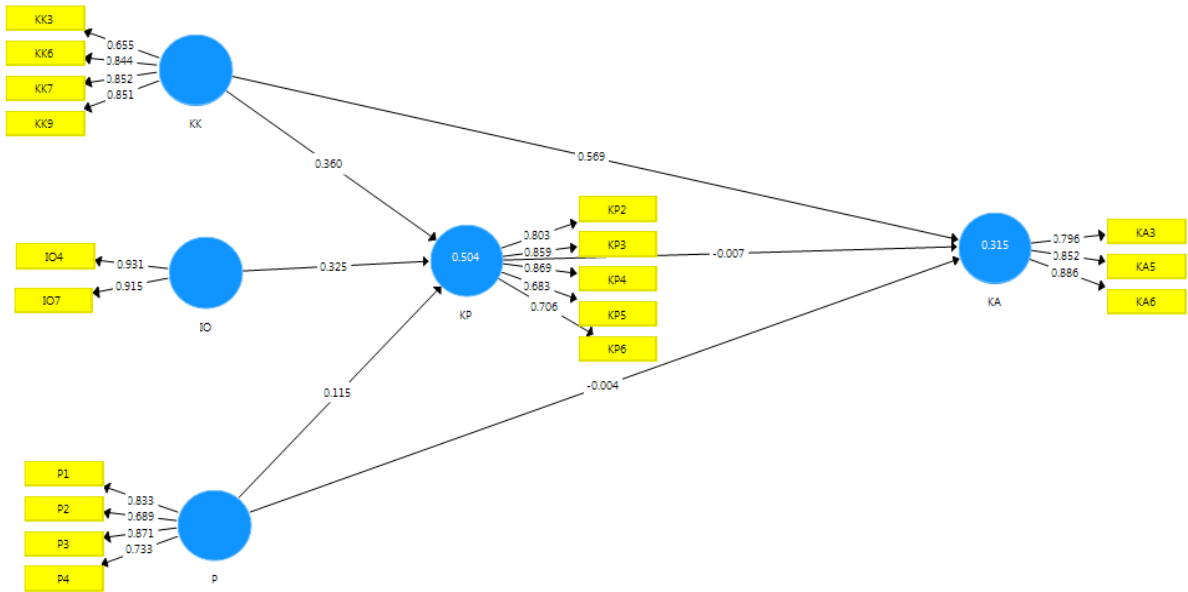 KK3
KK6
KK7
KK9
0.655
0.844
0.852
0.851
KK
0.360
0.569
IO4
IO7
0.931
0.915
IO
0.325
0.504
KP
0.803
0.859
0.869
0.683
0.706
KP2
KP3
KP4
KP5
KP6
-0.007
0.315
KA
0.796
0.852
0.886
KA3
KA5
KA6
0.115
-0.004
P1
P2
P3
P4
0.833
0.689
0.871
0.733
P